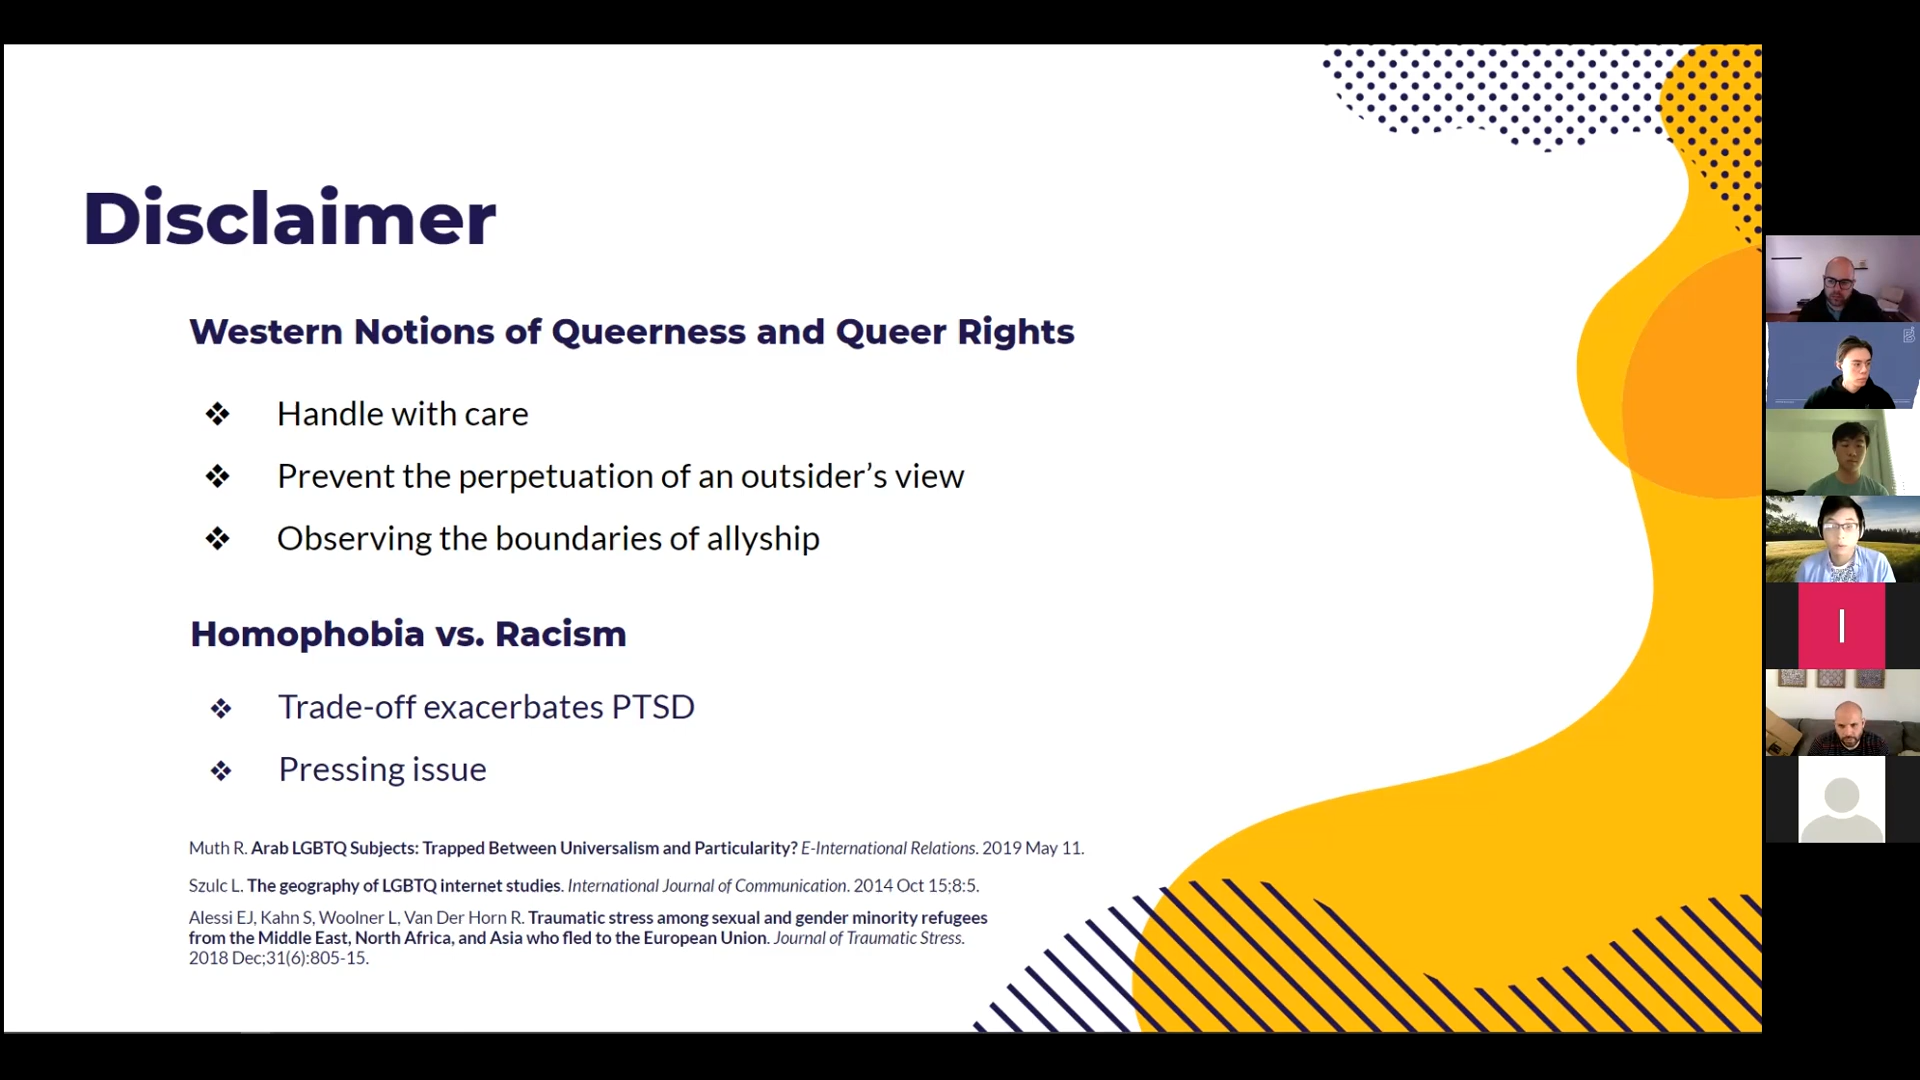 Disclaimer
Western Notions of Queerness and Queer Rights
❖ Handle with care
❖ Prevent the perpetuation of an outsider’s view
❖ Observing the boundaries of allyship
Homophobia vs. Racism
❖ Trade-off exacerbates PTSD
❖ Pressing issue
Muth R. Arab LGBTQ Subjects: Trapped Between Universalism and Particularity? E-International Relations. 2019 May 11.
Szulc L. The geography of LGBTQ internet studies. International Journal of Communication. 2014 Oct 15;8:5.
Alessi EJ, Kahn S, Woolner L, Van Der Horn R. Traumatic stress among sexual and gender minority refugees
from the Middle East, North Africa, and Asia who fled to the European Union. Journal of Traumatic Stress.
2018 Dec;31(6):805-15.
I